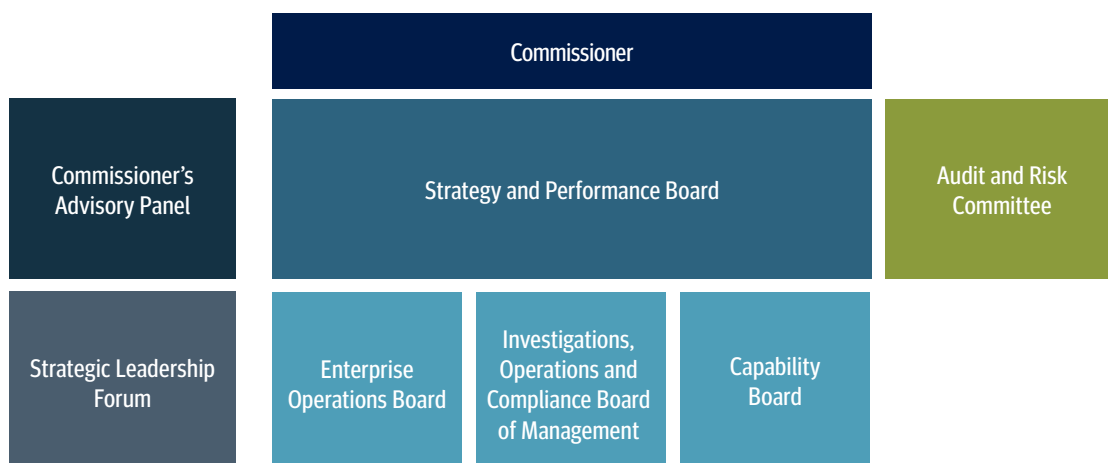 Commissioner
Commissioner’s
Advisory Panel
Strategy and Performance Board
Audit and Risk
Committee
Strategic Leadership
Forum
Enterprise
Operations Board
Investigations,
Operations and
Compliance Board
of Management
Capability
Board